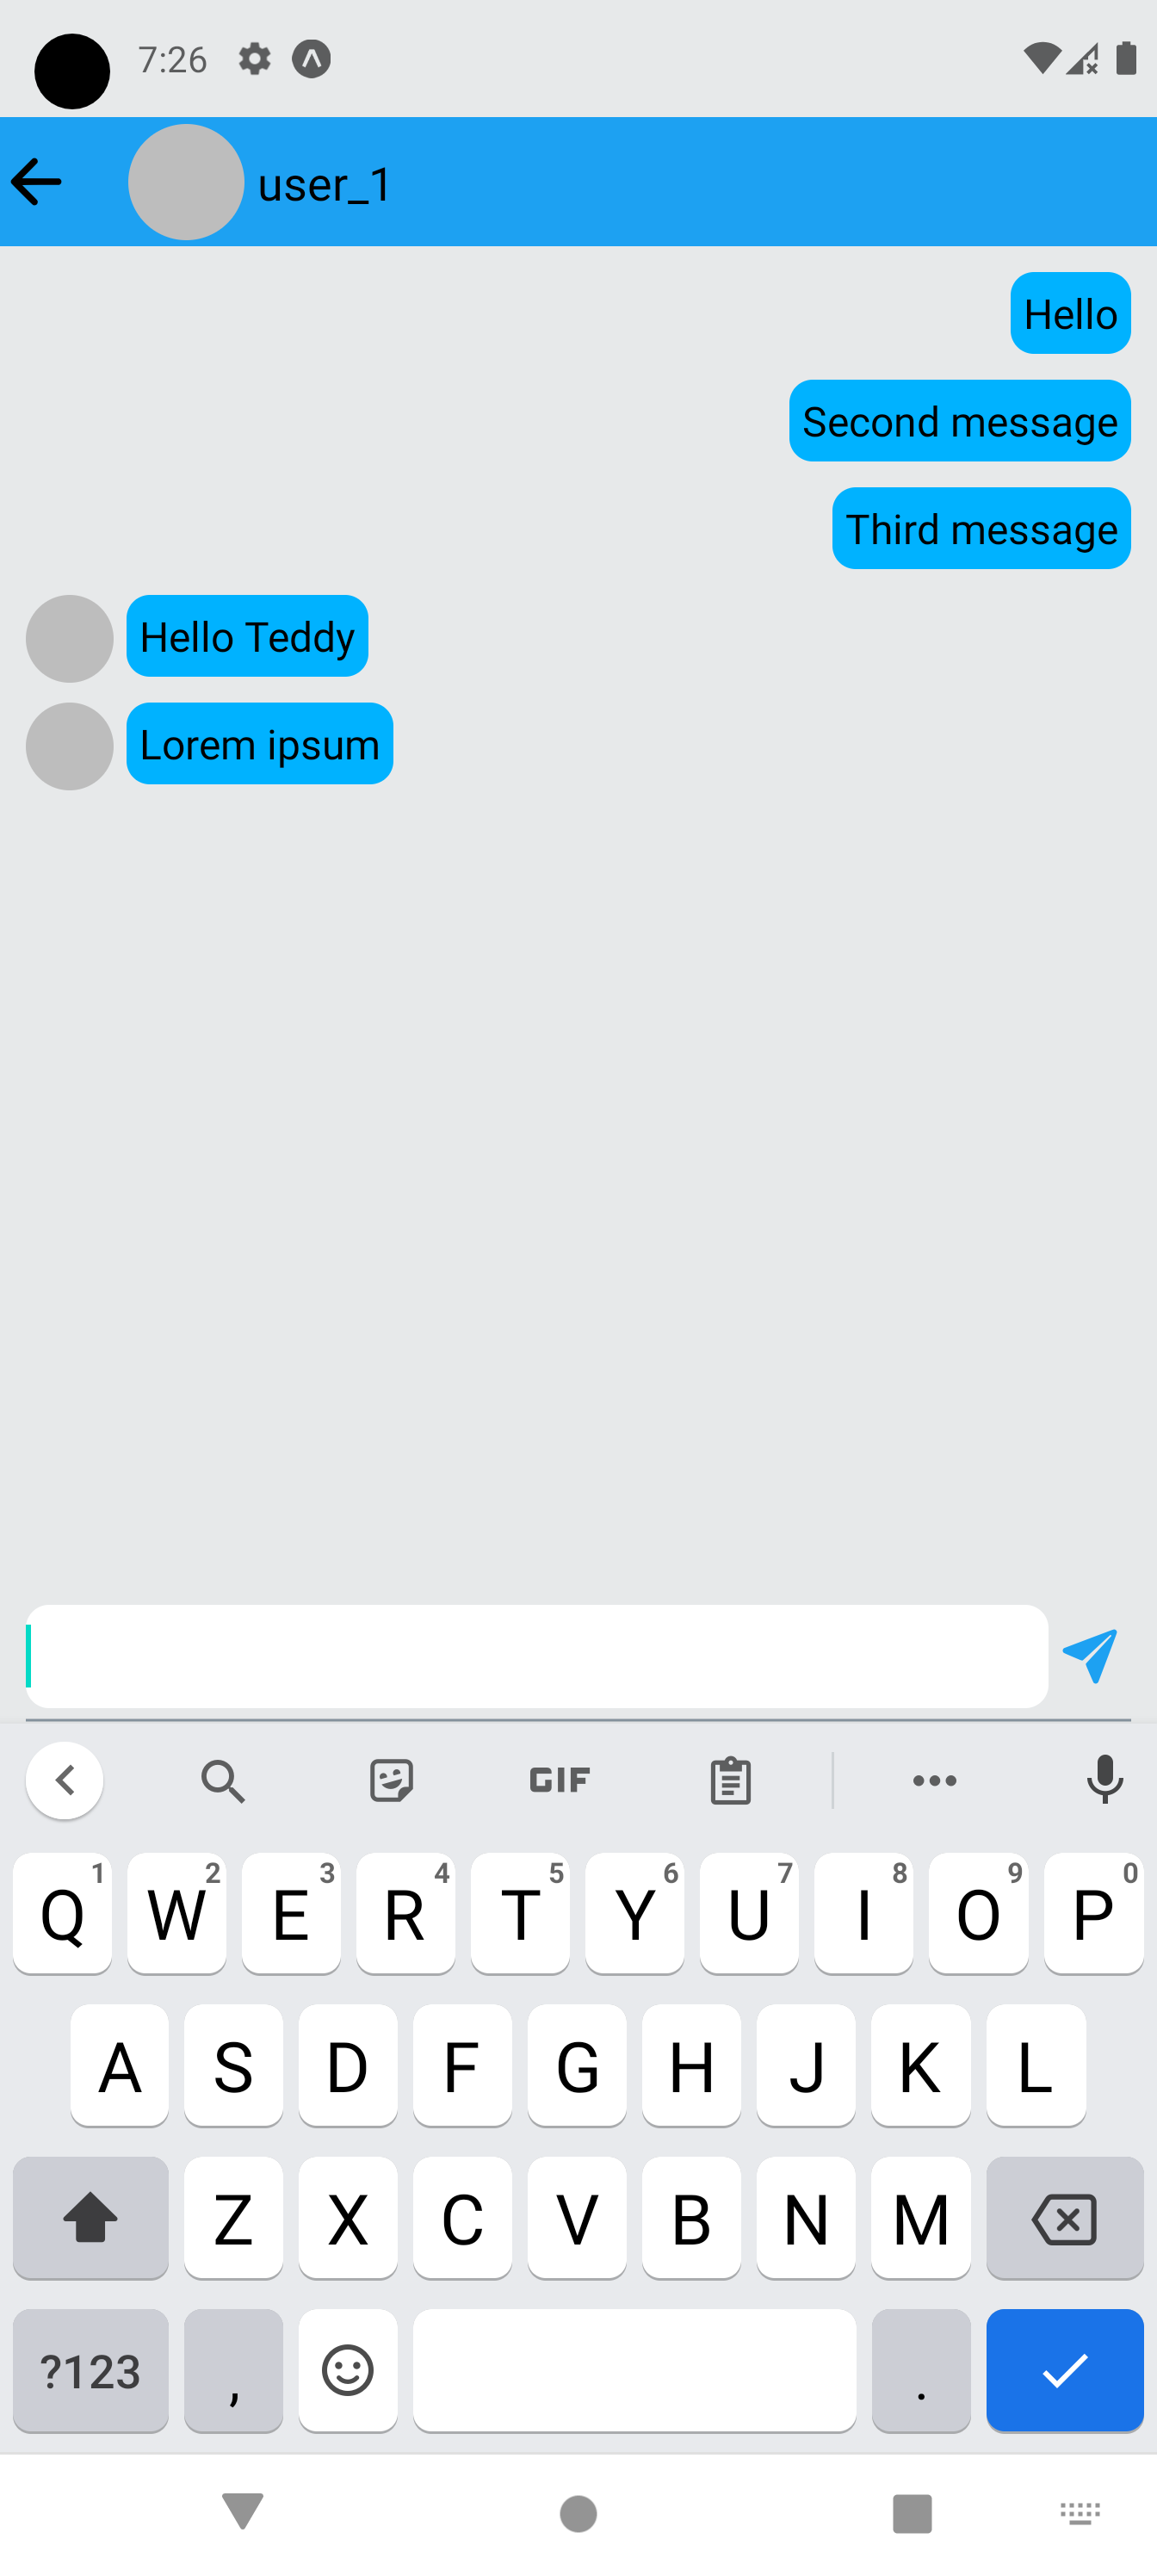 7:26
user_1
Hello
Second message
Third message
Hello Teddy
Lorem ipsum
GIF
Q 1 W 2 E 3 R 4 T 5 Y 6 U 7 I 8 O 9 P 0
A S D F G H J K L
Z X C V B N M
?123 , .